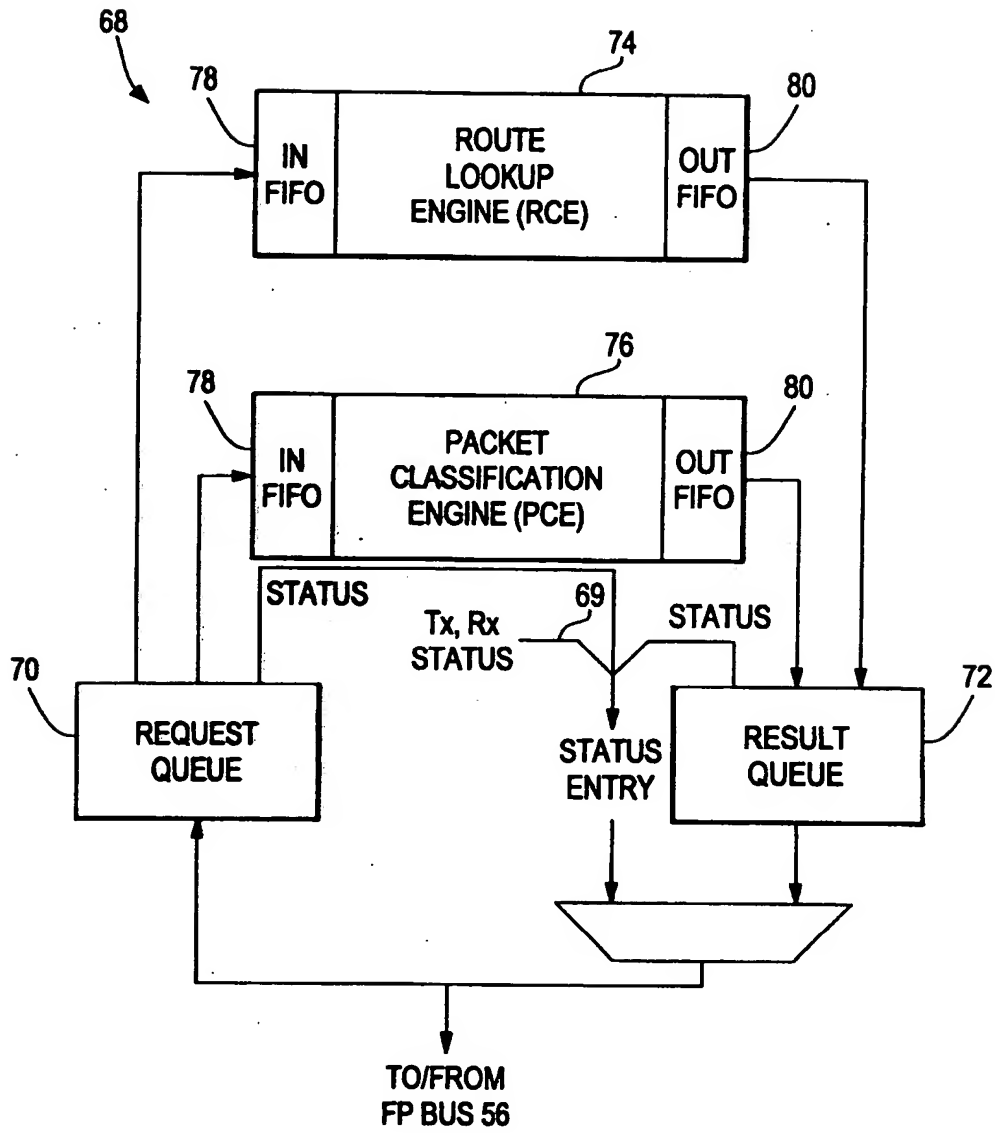 68
74
78
80
IN
FIFO
ROUTE
LOOKUP
ENGINE (RCE)
OUT
FIFO
76
78
80
IN
FIFO
PACKET
CLASSIFICATION
ENGINE (PCE)
OUT
FIFO
STATUS
Tx, Rx
STATUS
69
STATUS
70
72
REQUEST
QUEUE
STATUS
ENTRY
RESULT
QUEUE
TO/FROM
FP BUS 56